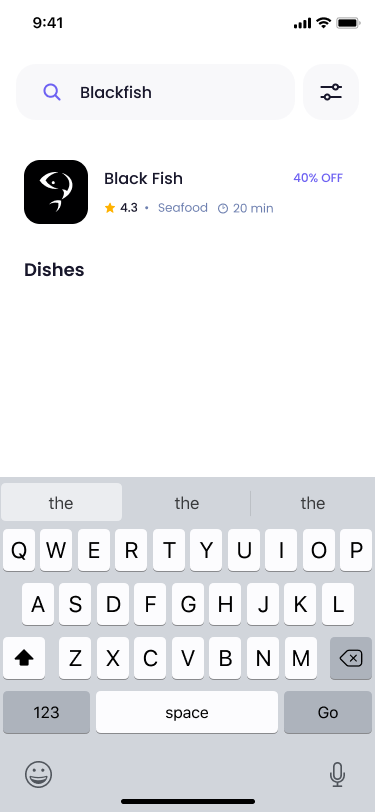 9:41
Blackfish
Black Fish
40% OFF
4.3 • Seafood 20 min
Dishes
the the the
Q W E R T Y U I O P
A S D F G H J K L
Z X C V B N M
123 space Go